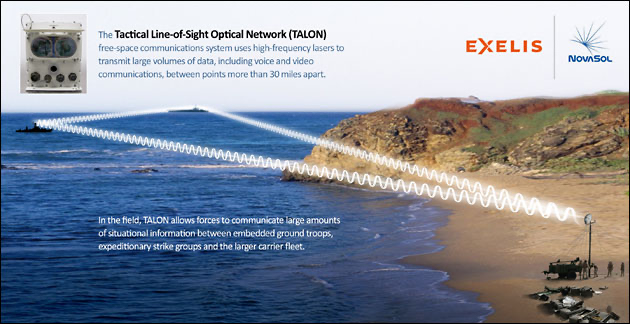 The Tactical Line-of-Sight Optical Network (TALON)
free-space communications system uses high-frequency lasers to
transmit large volumes of data, including voice and video
communications, between points more than 30 miles apart.
EXELIS
NOVASOL
In the field, TALON allows forces to communicate large amounts
of situational information between embedded ground troops,
expeditionary strike groups and the larger carrier fleet.